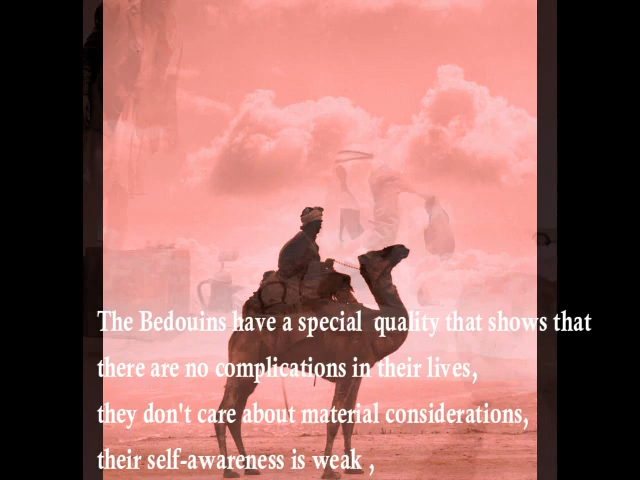 The Bedouins have a special quality that shows that
there are no complications in their lives,
they don't care about material considerations,
their self-awareness is weak ,